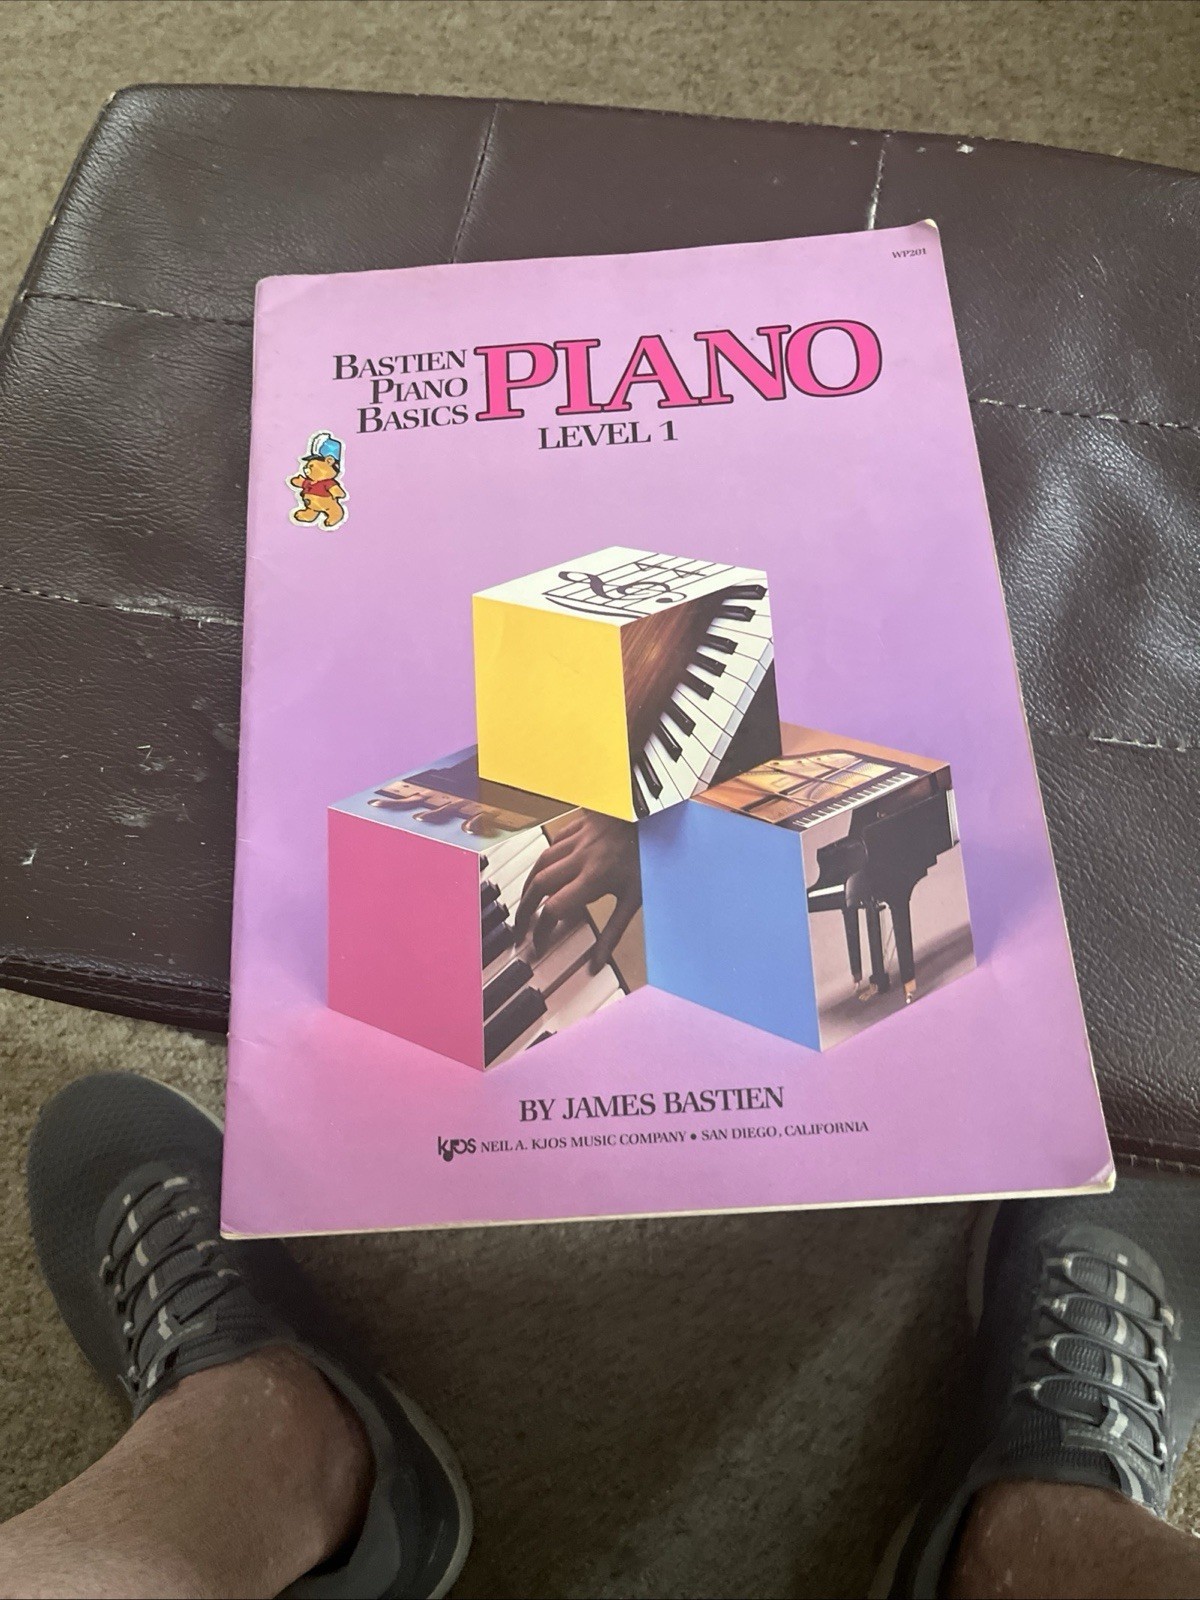 WP201
BASTIEN
PIANO
BASICS
PIANO
LEVEL 1
BY JAMES BASTIEN
KJOS NEIL A. KJOS MUSIC COMPANY • SAN DIEGO, CALIFORNIA